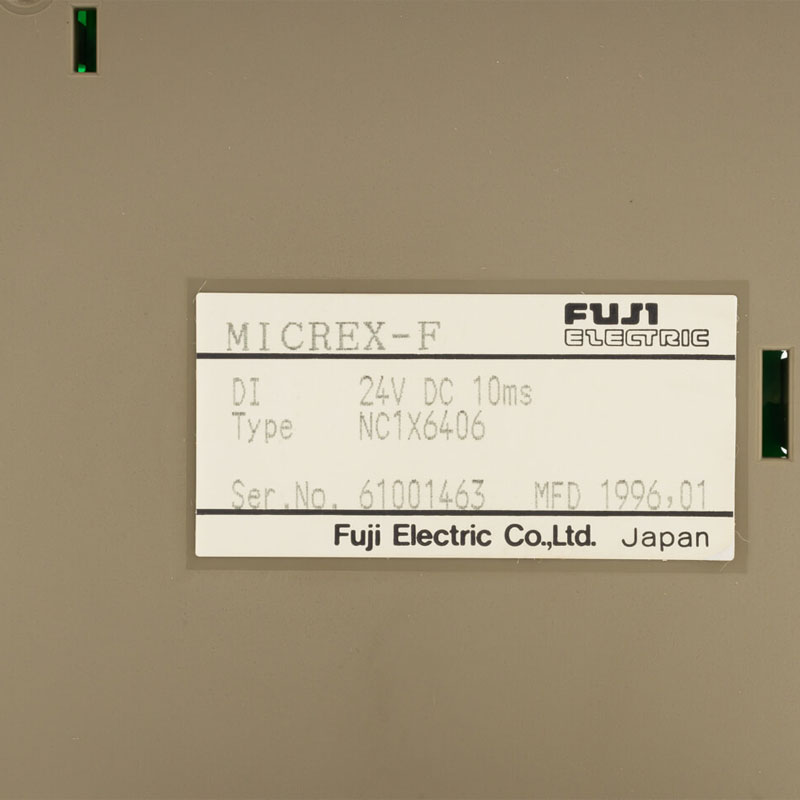 MICREX-F
FUJI
ELECTRIC
DI 24V DC 10ms
Type NC1X6406
Ser.No. 61001463 MFD 1996,01
Fuji Electric Co.,Ltd. Japan